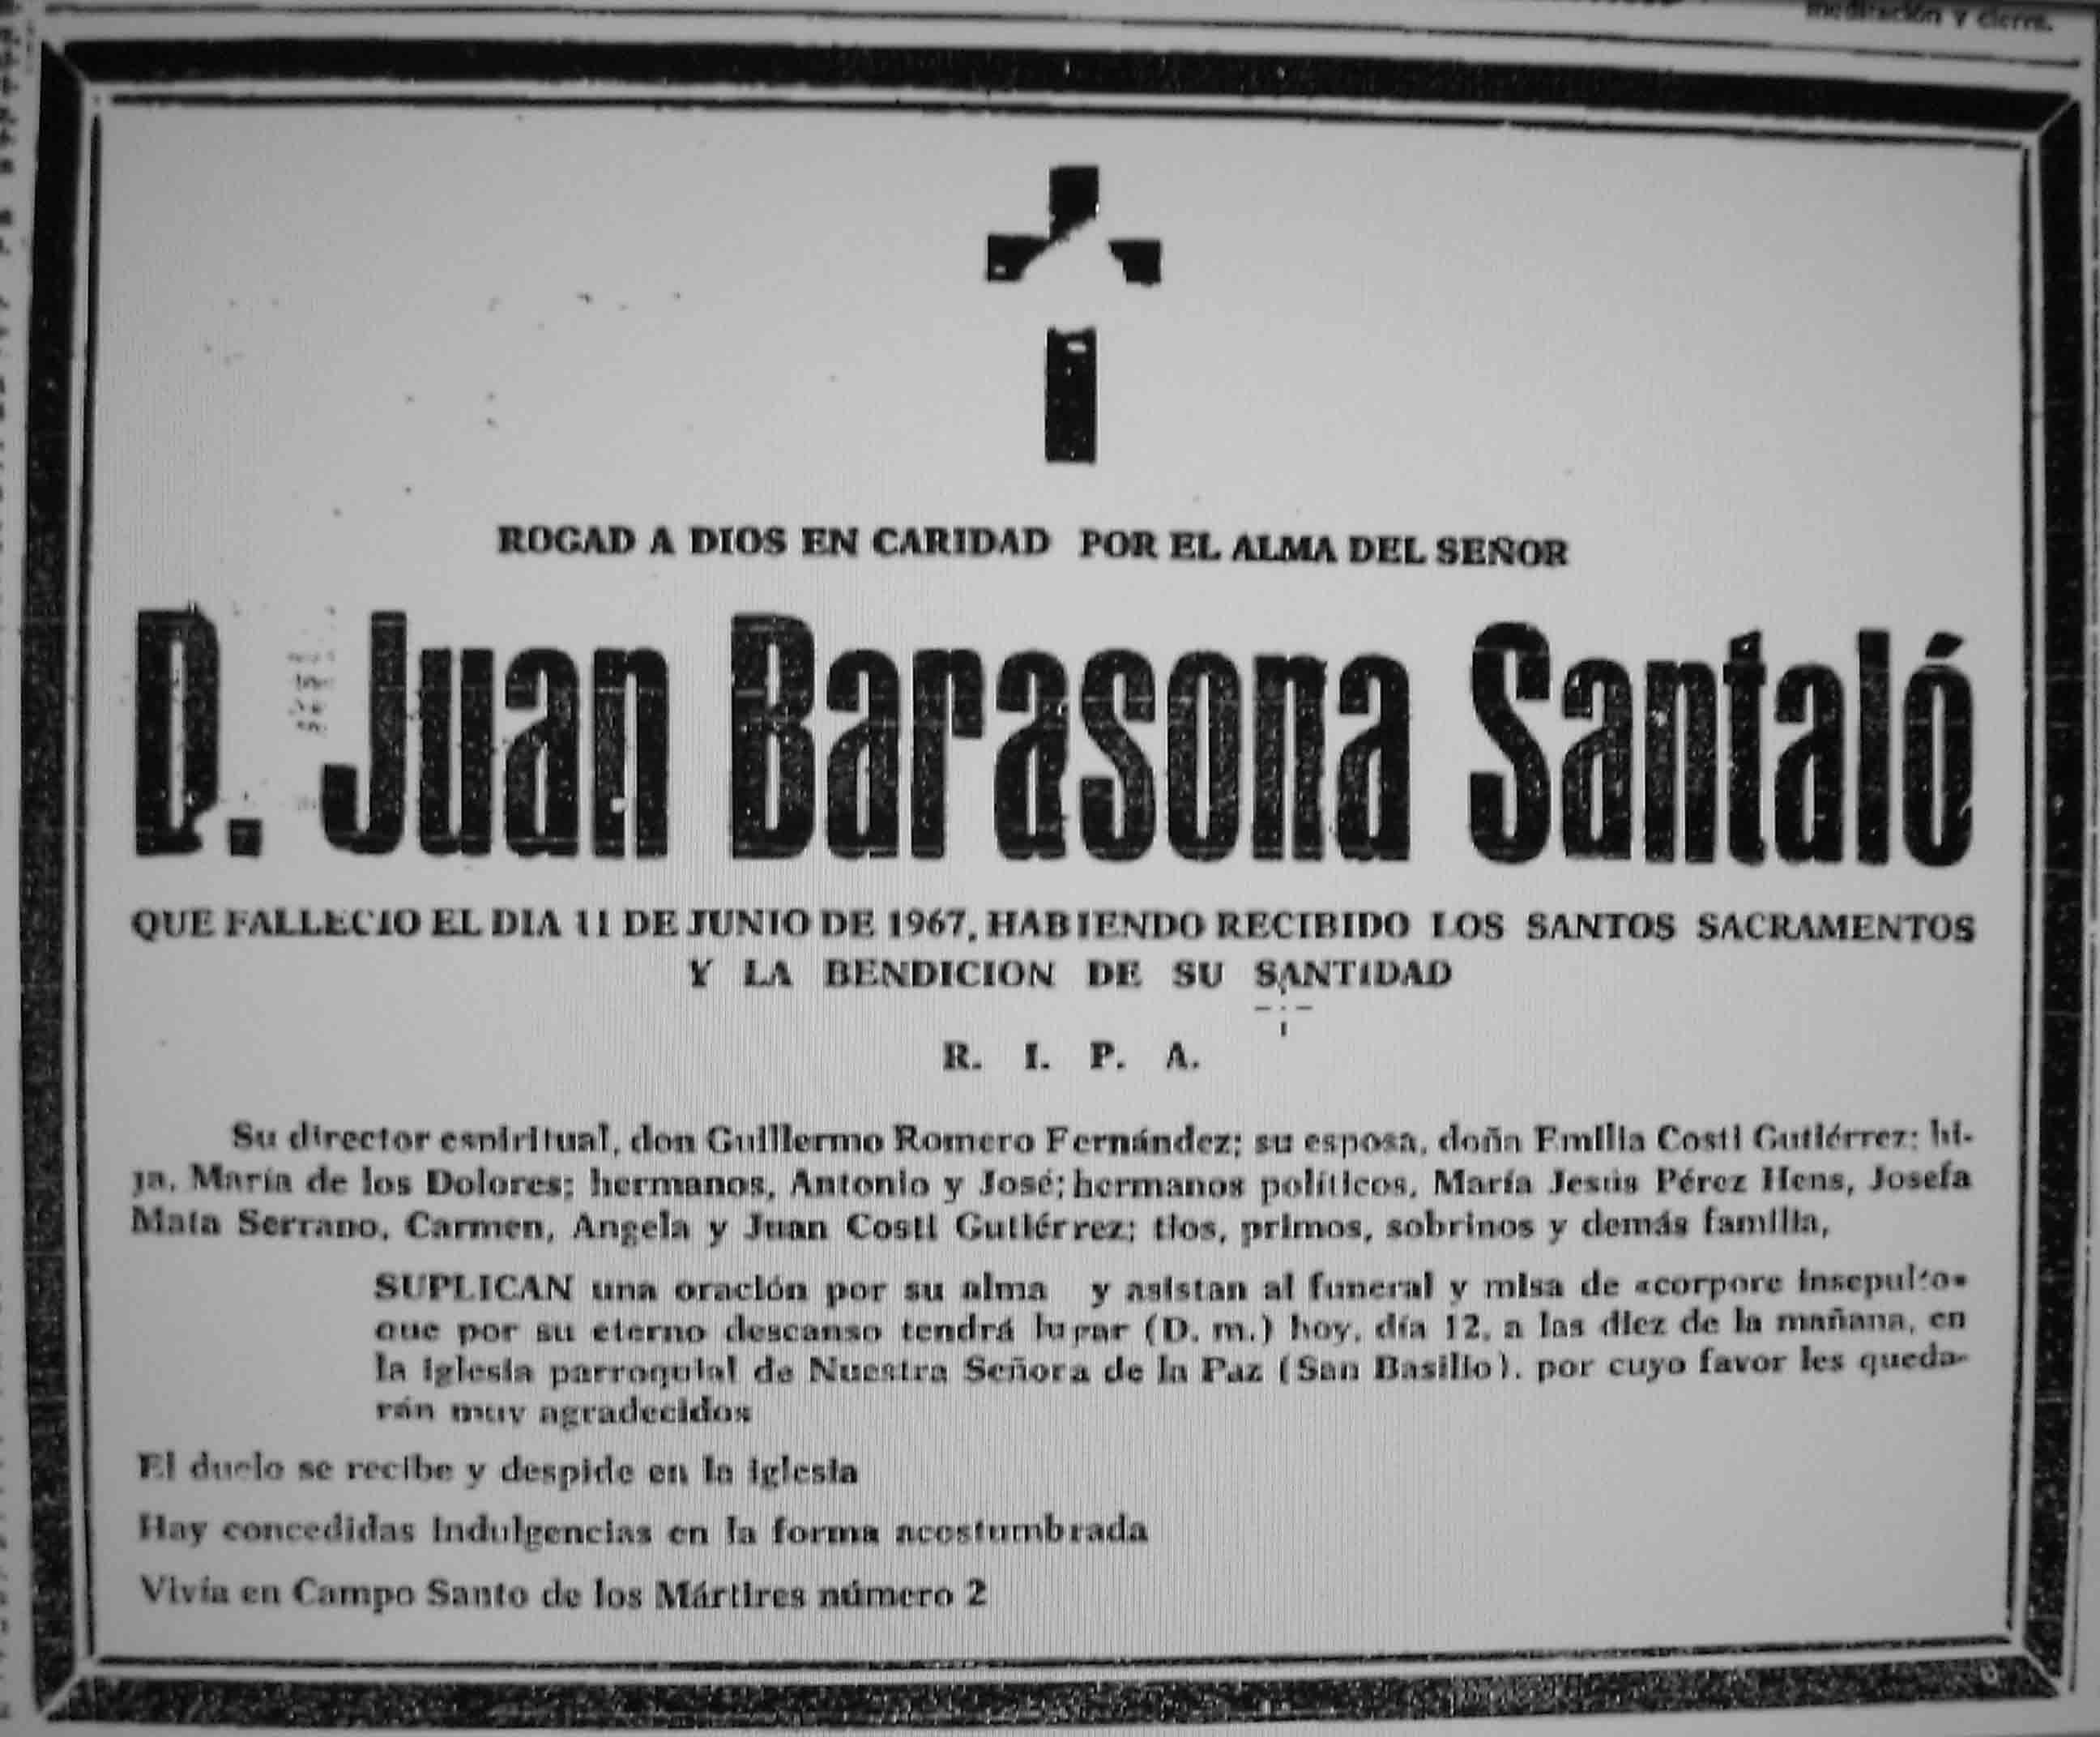 meditación y cierre.
ROGAD A DIOS EN CARIDAD POR EL ALMA DEL SEÑOR
D. Juan Barasona Santaló
QUE FALLECIO EL DIA 11 DE JUNIO DE 1967, HABIENDO RECIBIDO LOS SANTOS SACRAMENTOS
Y LA BENDICION DE SU SANTIDAD
R. I. P. A.
Su director espiritual, don Guillermo Romero Fernández; su esposa, doña Emilia Costi Gutiérrez; hi-
ja, María de los Dolores; hermanos, Antonio y José; hermanos políticos, María Jesús Pérez Hens, Josefa
Mata Serrano, Carmen, Angela y Juan Costi Gutiérrez; tios, primos, sobrinos y demás familia,
SUPLICAN una oración por su alma y asistan al funeral y misa de «corpore insepulto»
que por su eterno descanso tendrá lugar (D. m.) hoy, día 12, a las diez de la mañana, en
la iglesia parroquial de Nuestra Señora de la Paz (San Basilio), por cuyo favor les queda-
rán muy agradecidos
El duelo se recibe y despide en la iglesia
Hay concedidas indulgencias en la forma acostumbrada
Vivía en Campo Santo de los Mártires número 2